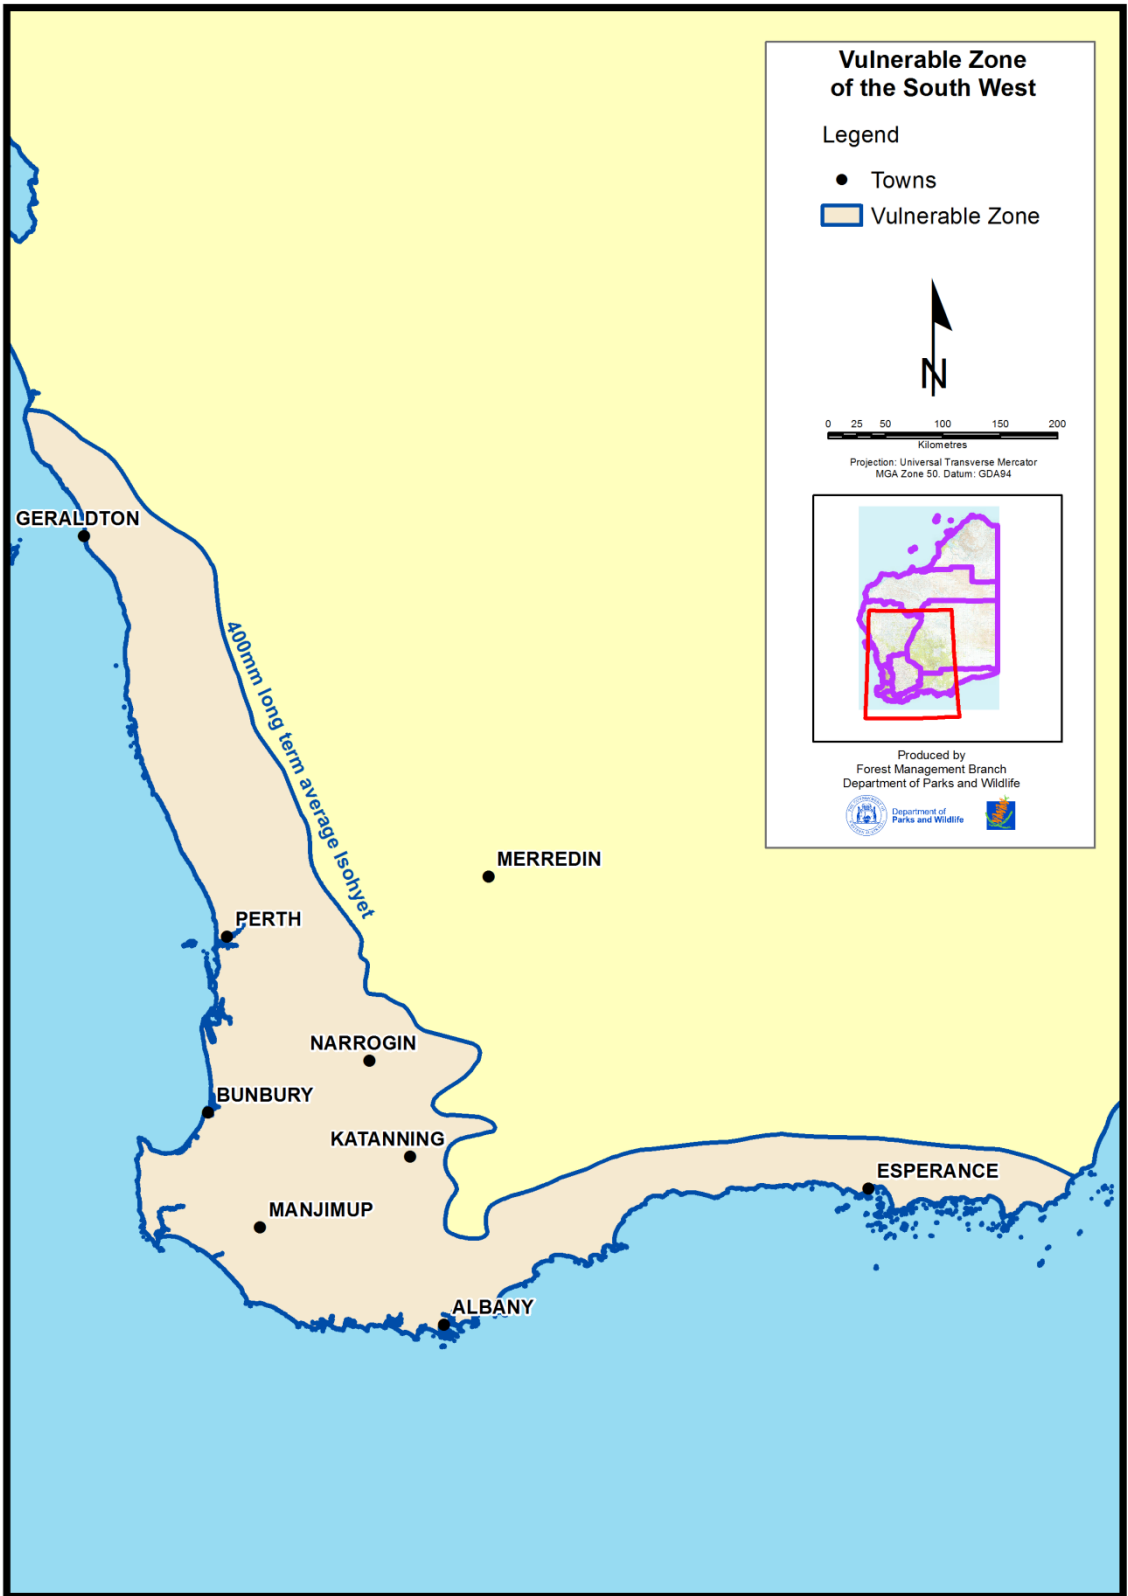 Vulnerable Zone
of the South West
Legend
Towns
Vulnerable Zone
N
0 25 50 100 150 200
Kilometres
Projection: Universal Transverse Mercator
MGA Zone 50. Datum: GDA94
Produced by
Forest Management Branch
Department of Parks and Wildlife
Department of
Parks and Wildlife
GERALDTON
400mm long term average Isohyet
MERREDIN
PERTH
NARROGIN
BUNBURY
KATANNING
ESPERANCE
MANJIMUP
ALBANY